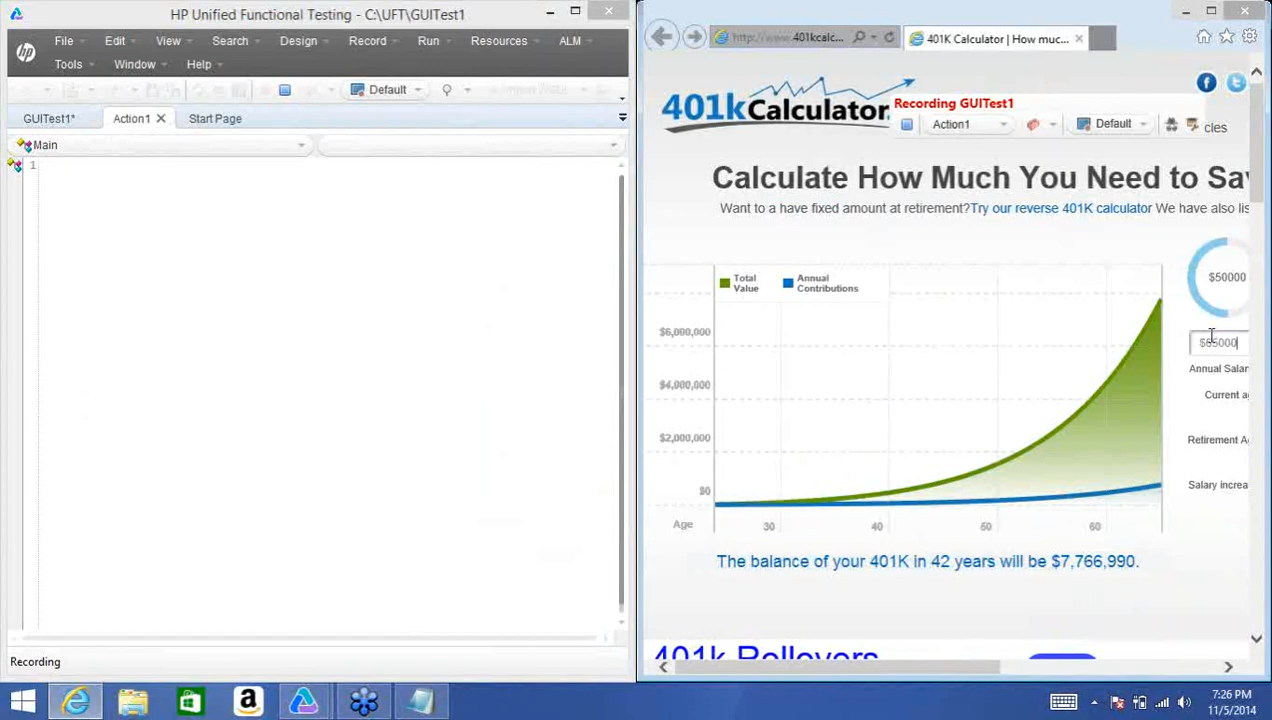 HP Unified Functional Testing - C:\UFT\GUITest1
File Edit View Search Design Record Run Resources ALM
Tools Window Help
Default
GUITest1* Action1 Start Page
Main
1
Recording
http://www.401kcalc...
401K Calculator | How much...
401kCalculator
Recording GUITest1
Action1 Default
cles
Calculate How Much You Need to Sav
Want to a have fixed amount at retirement?Try our reverse 401K calculator We have also lis
Total Value
Annual Contributions
$50000
$6,000,000
$4,000,000
$2,000,000
$0
Age 30 40 50 60
Annual Salar
Current a
Retirement A
Salary increa
The balance of your 401K in 42 years will be $7,766,990.
401k Rollovers
7:26 PM
11/5/2014